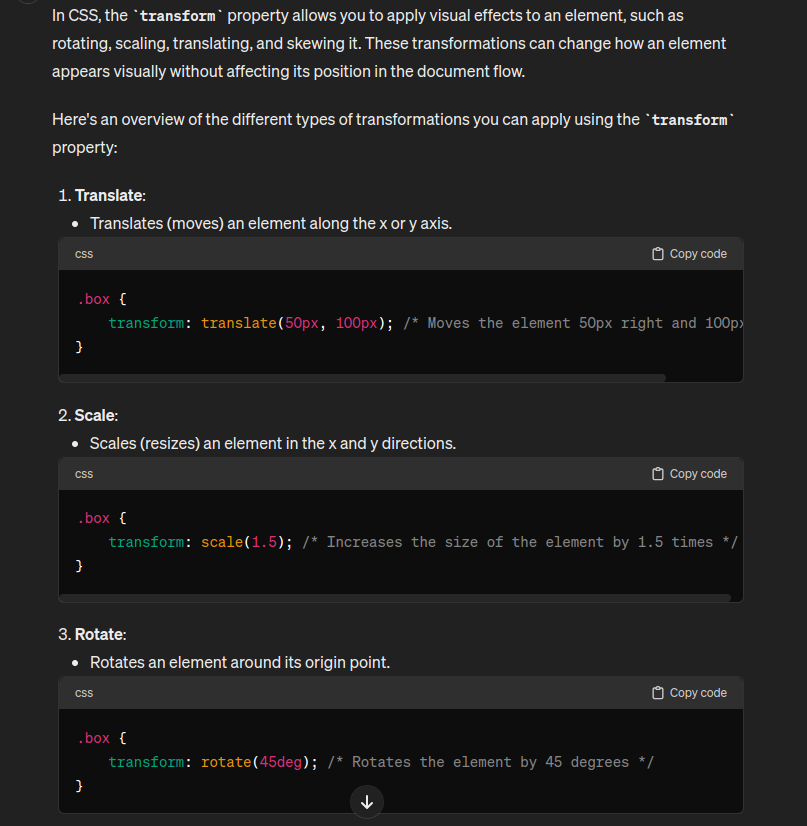 In CSS, the `transform` property allows you to apply visual effects to an element, such as
rotating, scaling, translating, and skewing it. These transformations can change how an element
appears visually without affecting its position in the document flow.
Here's an overview of the different types of transformations you can apply using the `transform`
property:
1. Translate:
• Translates (moves) an element along the x or y axis.
css Copy code
.box {
transform: translate(50px, 100px); /* Moves the element 50px right and 100px
}
2. Scale:
• Scales (resizes) an element in the x and y directions.
css Copy code
.box {
transform: scale(1.5); /* Increases the size of the element by 1.5 times */
}
3. Rotate:
• Rotates an element around its origin point.
css Copy code
.box {
transform: rotate(45deg); /* Rotates the element by 45 degrees */
}